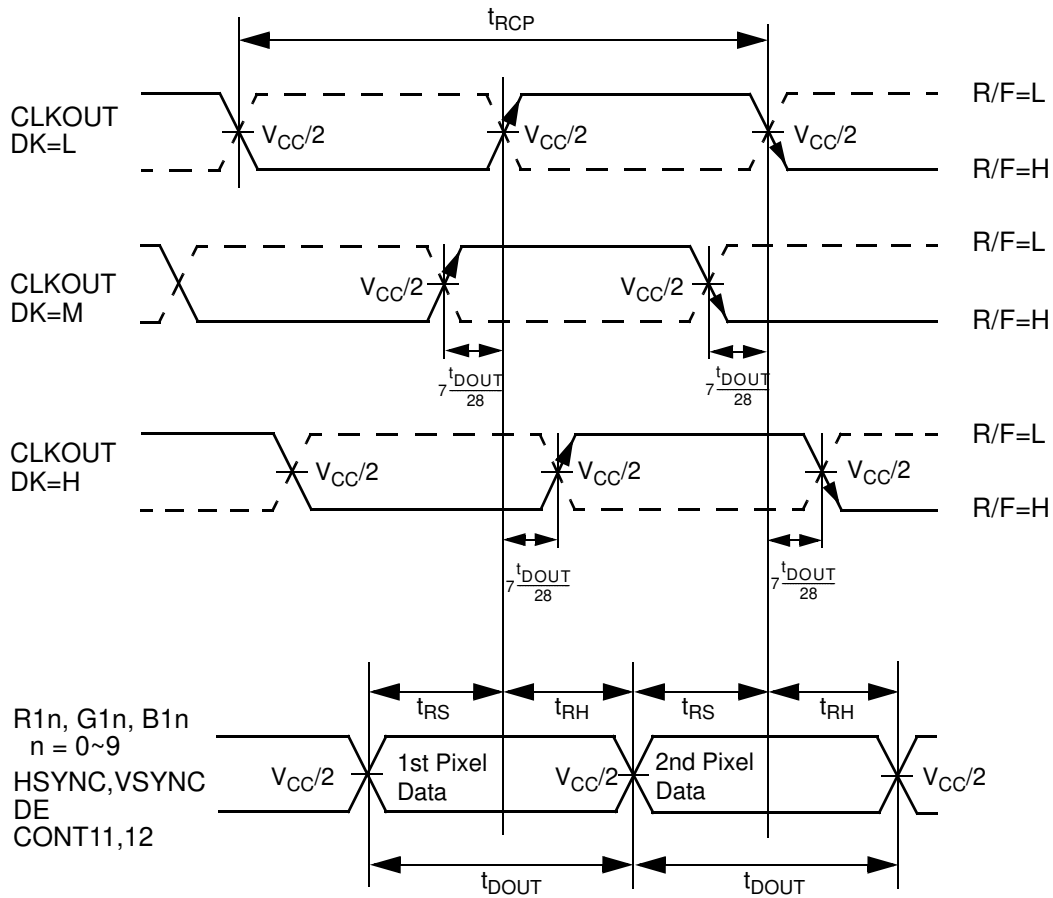 tRCP
CLKOUT
DK=L
VCC/2
VCC/2
VCC/2
R/F=L
R/F=H
CLKOUT
DK=M
VCC/2
VCC/2
R/F=L
R/F=H
7 tDOUT/28
7 tDOUT/28
CLKOUT
DK=H
VCC/2
VCC/2
VCC/2
R/F=L
R/F=H
7 tDOUT/28
7 tDOUT/28
tRS
tRH
tRS
tRH
R1n, G1n, B1n
n = 0~9
HSYNC,VSYNC
DE
CONT11,12
VCC/2
1st Pixel
Data
VCC/2
2nd Pixel
Data
VCC/2
tDOUT
tDOUT